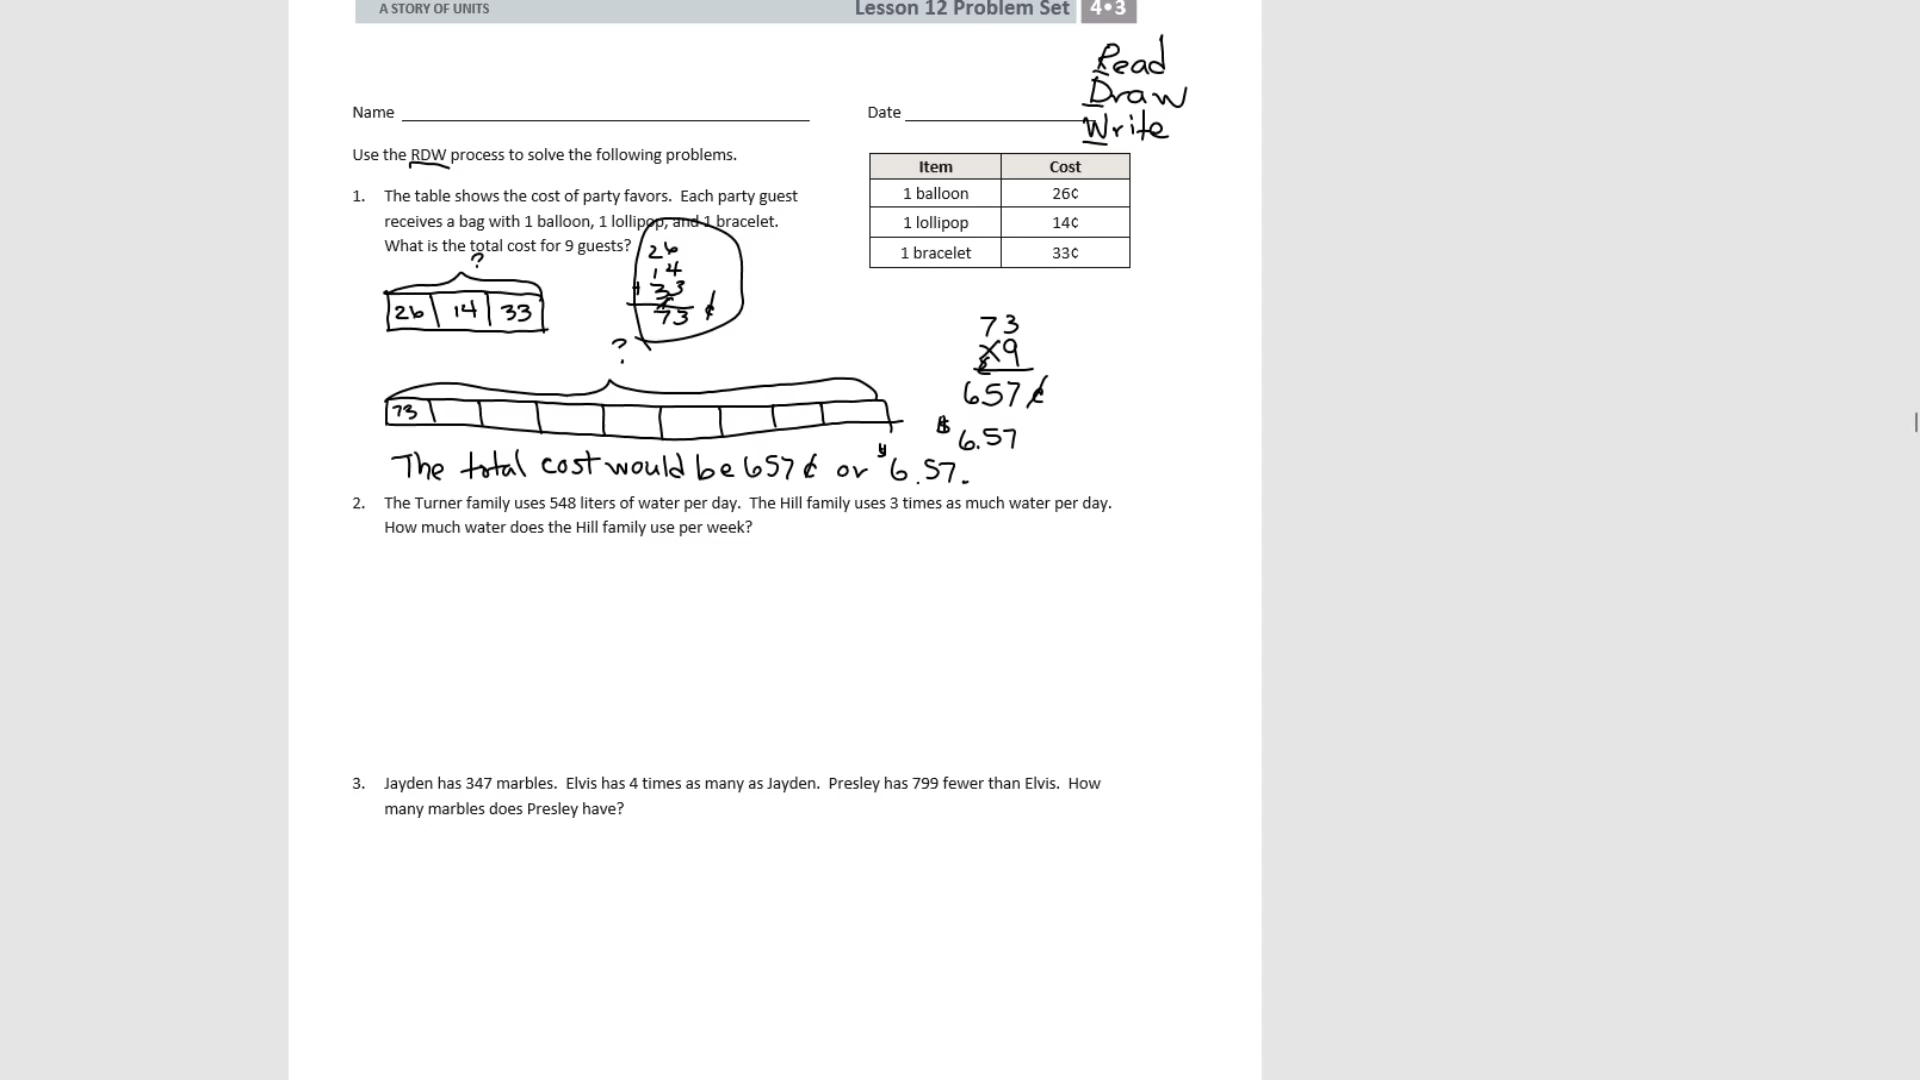 A STORY OF UNITS
Lesson 12 Problem Set 4•3
Read
Draw
Write
Name
Date
Use the RDW process to solve the following problems.
Item Cost
1 balloon 26¢
1 lollipop 14¢
1 bracelet 33¢
1. The table shows the cost of party favors. Each party guest
receives a bag with 1 balloon, 1 lollipop, and 1 bracelet.
What is the total cost for 9 guests?
?
26 14 33
26
14
+ 33
73 ¢
?
73
73
x9
657¢
$6.57
The total cost would be 657¢ or $6.57.
2. The Turner family uses 548 liters of water per day. The Hill family uses 3 times as much water per day.
How much water does the Hill family use per week?
3. Jayden has 347 marbles. Elvis has 4 times as many as Jayden. Presley has 799 fewer than Elvis. How
many marbles does Presley have?